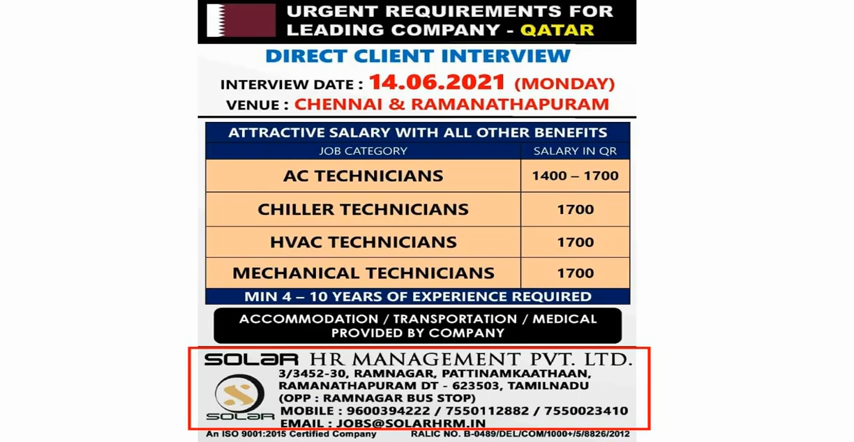 URGENT REQUIREMENTS FOR
LEADING COMPANY - QATAR
DIRECT CLIENT INTERVIEW
INTERVIEW DATE : 14.06.2021 (MONDAY)
VENUE : CHENNAI & RAMANATHAPURAM
ATTRACTIVE SALARY WITH ALL OTHER BENEFITS
JOB CATEGORY SALARY IN QR
AC TECHNICIANS 1400 – 1700
CHILLER TECHNICIANS 1700
HVAC TECHNICIANS 1700
MECHANICAL TECHNICIANS 1700
MIN 4 – 10 YEARS OF EXPERIENCE REQUIRED
ACCOMMODATION / TRANSPORTATION / MEDICAL
PROVIDED BY COMPANY
SOLAR HR MANAGEMENT PVT. LTD.
3/3452-30, RAMNAGAR, PATTINAMKAATHAAN,
RAMANATHAPURAM DT - 623503, TAMILNADU
(OPP : RAMNAGAR BUS STOP)
SOLAR
MOBILE : 9600394222 / 7550112882 / 7550023410
EMAIL : JOBS@SOLARHRM.IN
An ISO 9001:2015 Certified Company RALIC NO. B-0489/DEL/COM/1000+/5/8826/2012